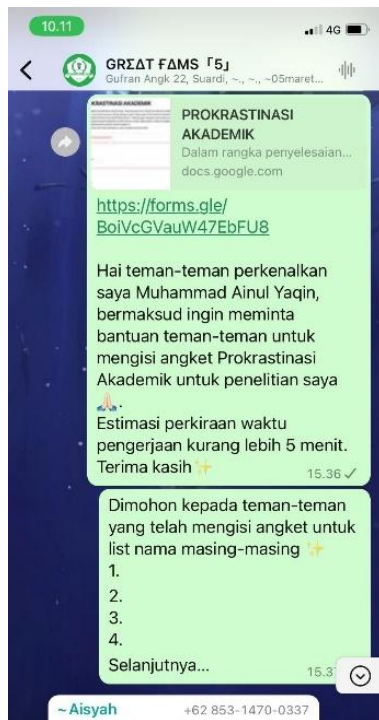 10.11
4G
GRΣΔT FΔMS「5」
Gufran Angk 22, Suardi, ~., ~., ~05maret...
PROKRASTINASI
AKADEMIK
Dalam rangka penyelesaian...
docs.google.com
https://forms.gle/
BoiVcGVauW47EbFU8
Hai teman-teman perkenalkan
saya Muhammad Ainul Yaqin,
bermaksud ingin meminta
bantuan teman-teman untuk
mengisi angket Prokrastinasi
Akademik untuk penelitian saya
🙏🏻.
Estimasi perkiraan waktu
pengerjaan kurang lebih 5 menit.
Terima kasih✨
15.36
Dimohon kepada teman-teman
yang telah mengisi angket untuk
list nama masing-masing ✨
1.
2.
3.
4.
Selanjutnya...
~Aisyah
+62 853-1470-0337